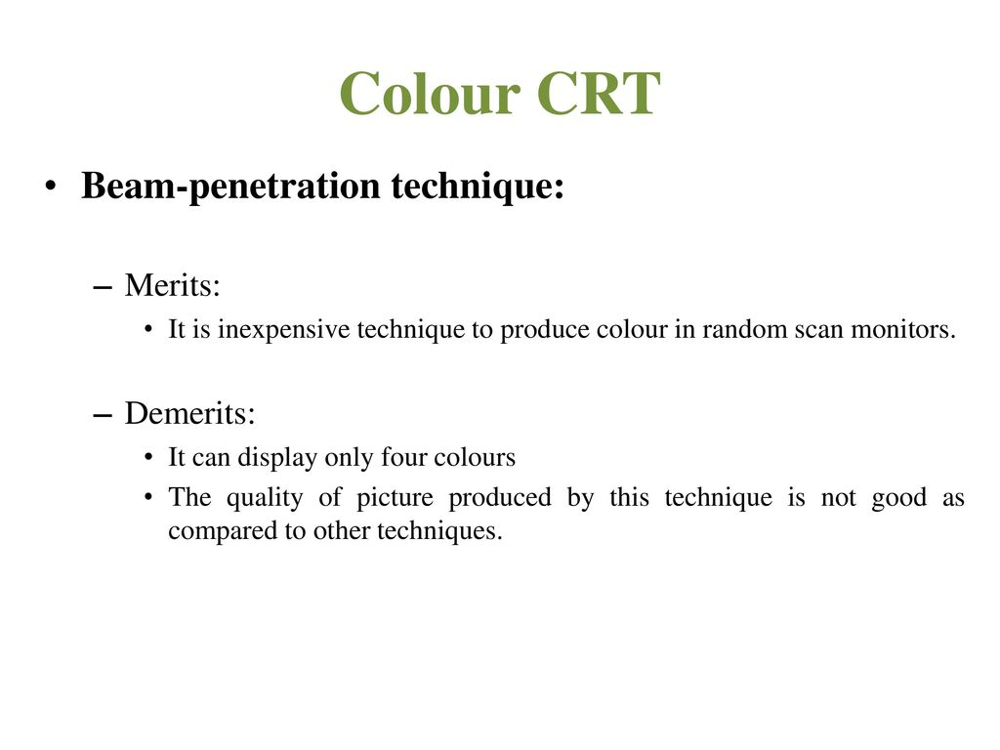 Colour CRT
• Beam-penetration technique:
– Merits:
• It is inexpensive technique to produce colour in random scan monitors.
– Demerits:
• It can display only four colours
• The quality of picture produced by this technique is not good as
compared to other techniques.